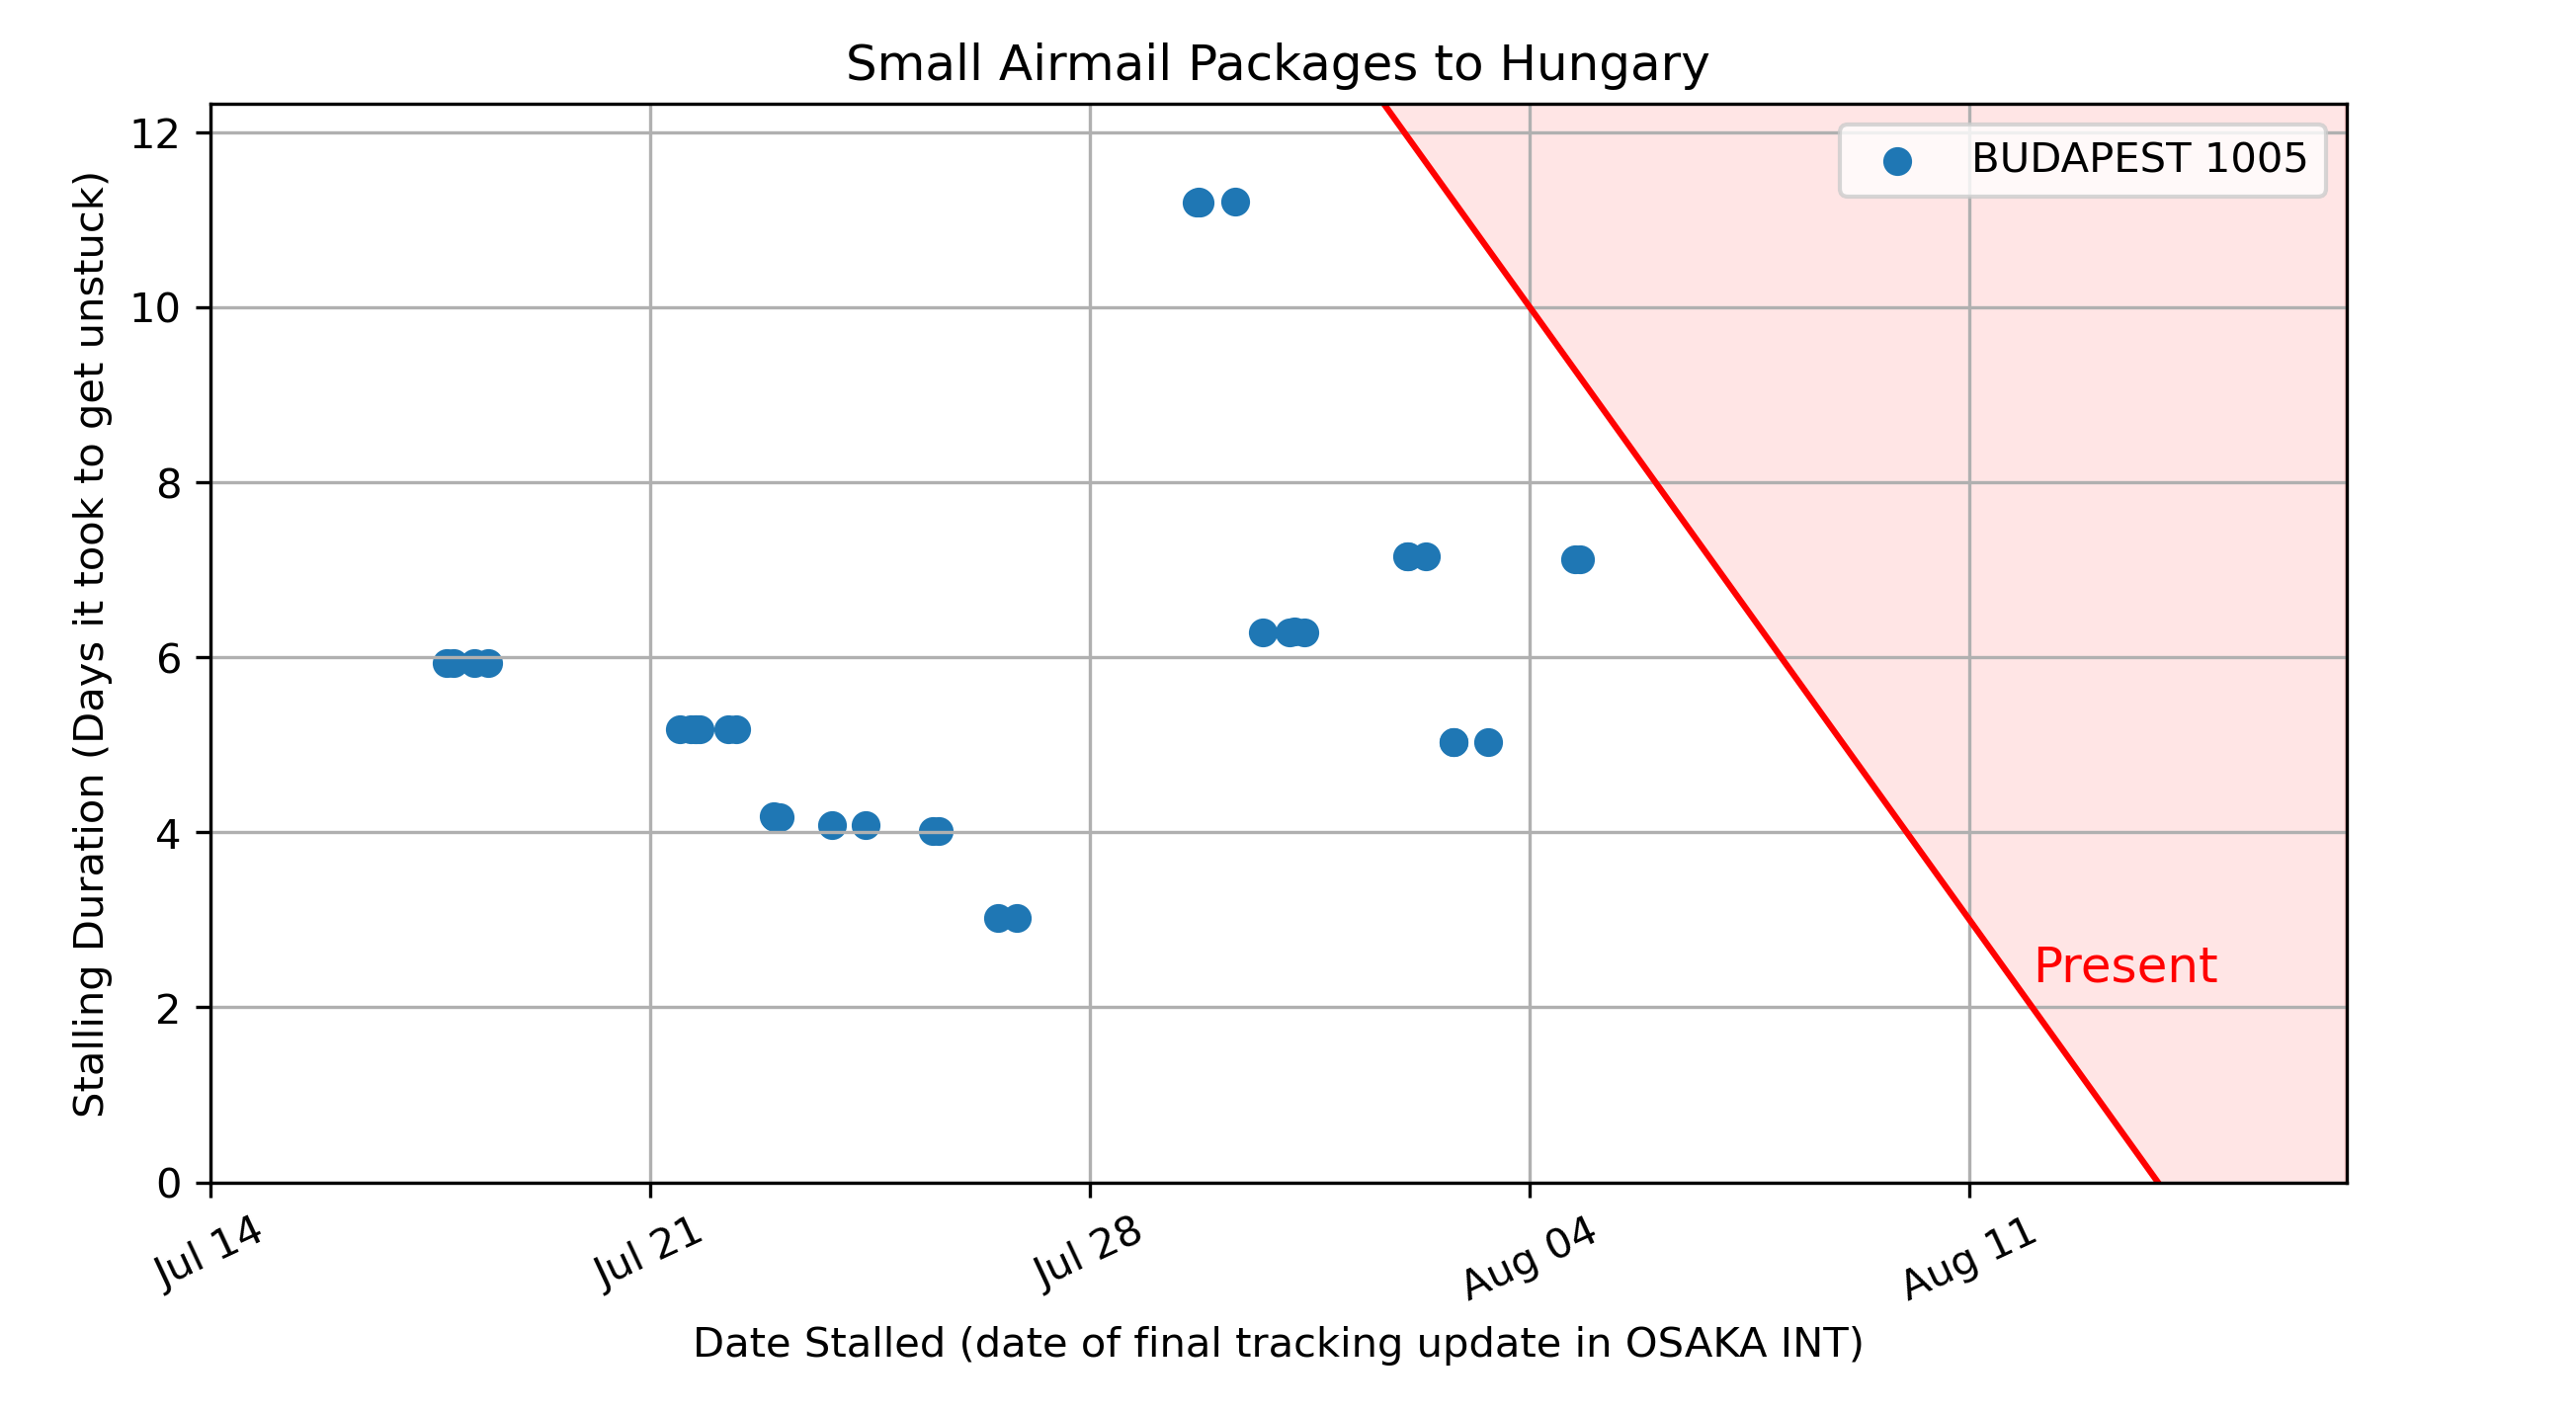 Small Airmail Packages to Hungary
Stalling Duration (Days it took to get unstuck)
12
10
8
6
4
2
0
BUDAPEST 1005
Present
Jul 14
Jul 21
Jul 28
Aug 04
Aug 11
Date Stalled (date of final tracking update in OSAKA INT)